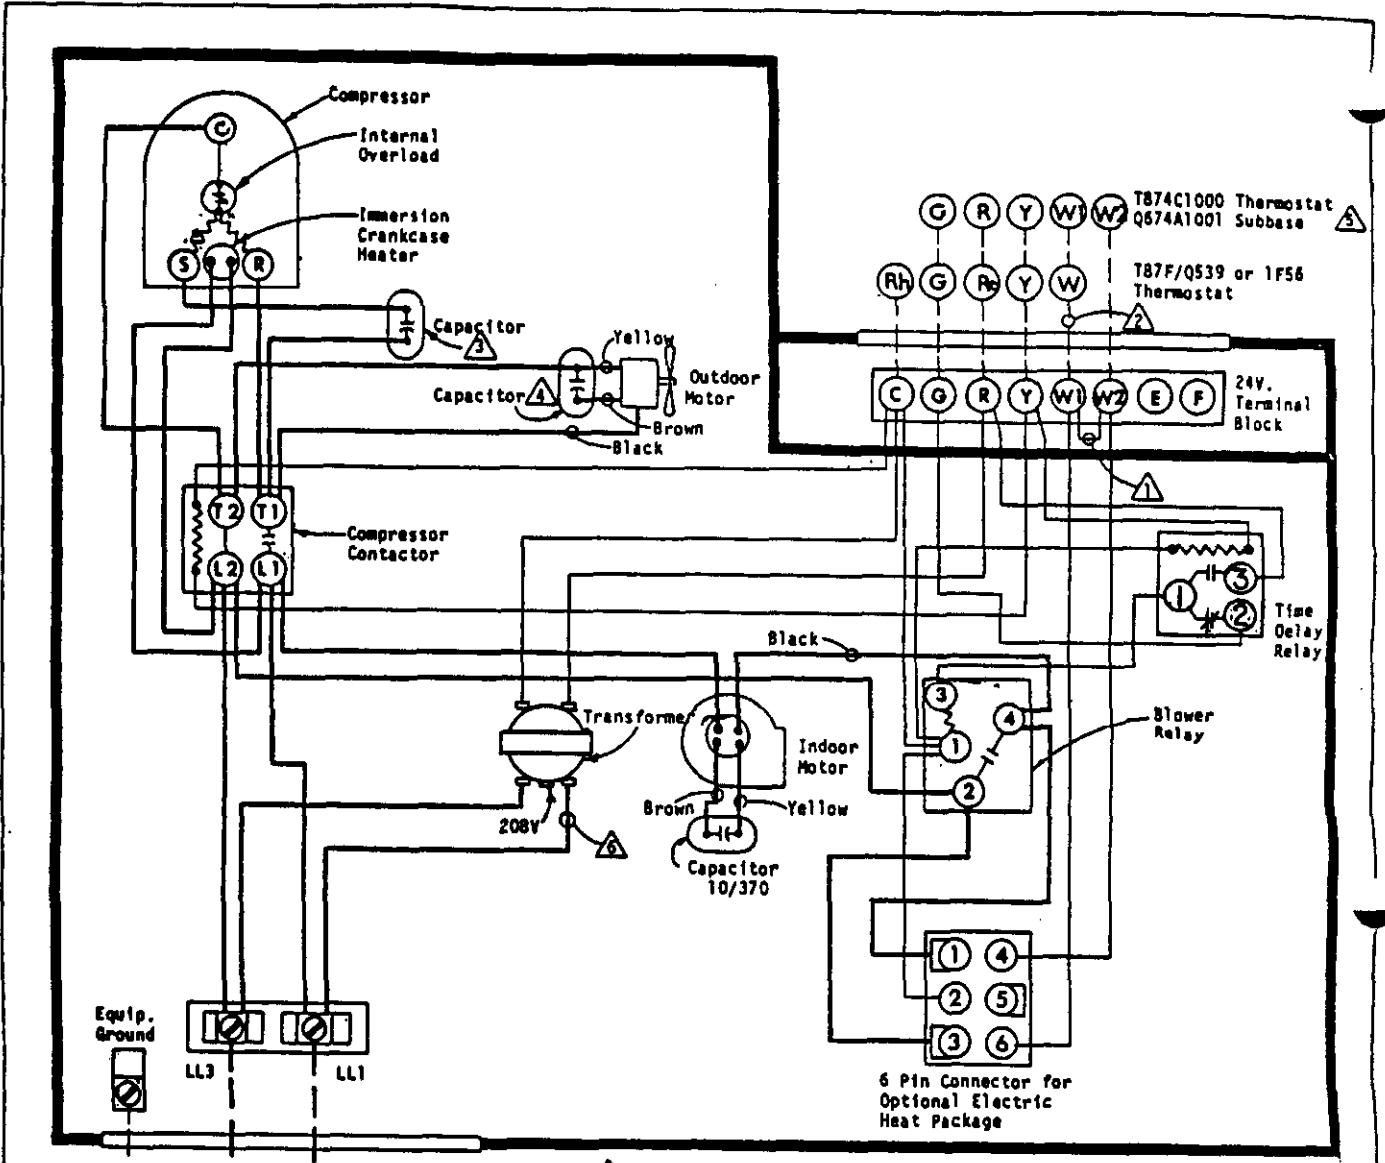 Compressor
C
Internal
Overload
Immersion
Crankcase
Heater
S
R
T874C1000 Thermostat
Q674A1001 Subbase
5
G
R
Y
W1
W2
T87F/Q539 or 1F56
Thermostat
Rh
G
Rc
Y
W
2
Capacitor
3
Yellow
Outdoor
Motor
Capacitor
4
Brown
Black
C
G
R
Y
W1
W2
E
F
24V.
Terminal
Block
1
T2
T1
L2
L1
Compressor
Contactor
3
1
2
Time
Delay
Relay
Black
3
4
1
2
Blower
Relay
Transformer
208V
6
Indoor
Motor
Brown
Yellow
Capacitor
10/370
1
4
2
5
3
6
6 Pin Connector for
Optional Electric
Heat Package
Equip.
Ground
LL3
LL1